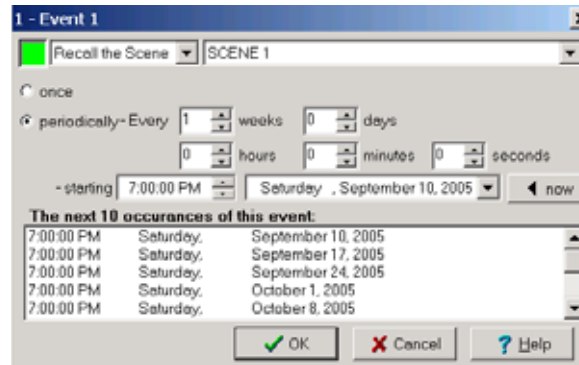 1 - Event 1
Recall the Scene SCENE 1
once
periodically - Every 1 weeks 0 days
0 hours 0 minutes 0 seconds
- starting 7:00:00 PM Saturday , September 10, 2005 now
The next 10 occurances of this event:
7:00:00 PM Saturday, September 10, 2005
7:00:00 PM Saturday, September 17, 2005
7:00:00 PM Saturday, September 24, 2005
7:00:00 PM Saturday, October 1, 2005
7:00:00 PM Saturday, October 8, 2005
OK Cancel ? Help